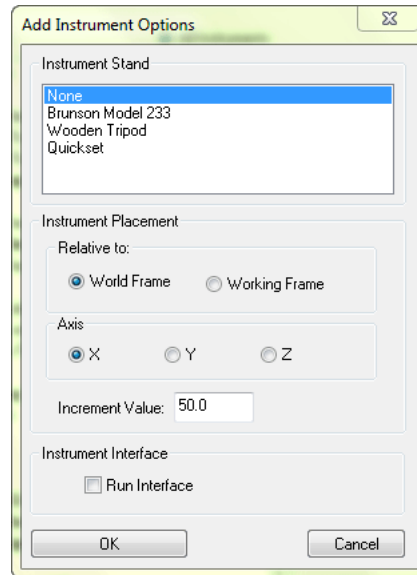 Add Instrument Options
Instrument Stand
None
Brunson Model 233
Wooden Tripod
Quickset
Instrument Placement
Relative to:
World Frame Working Frame
Axis
X Y Z
Increment Value: 50.0
Instrument Interface
Run Interface
OK Cancel